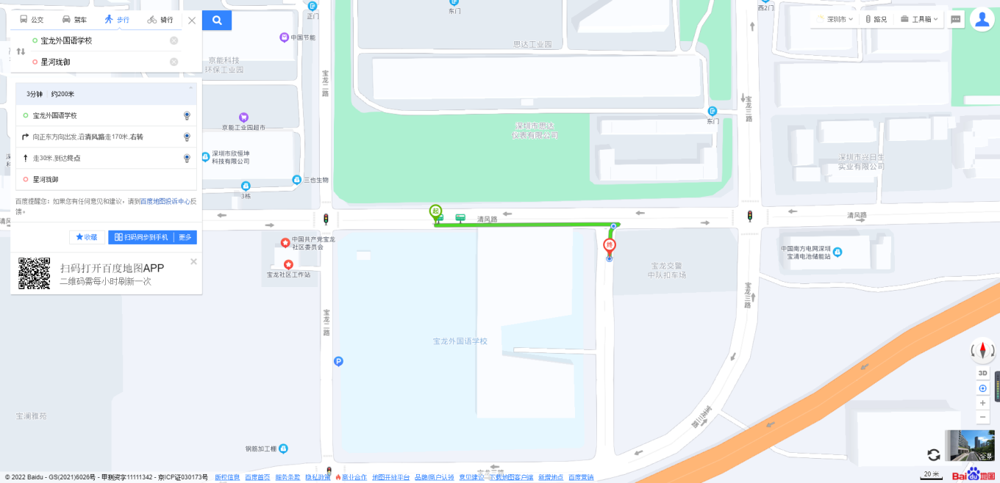 公交 驾车 步行 骑行
宝龙外国语学校
星河珑御
3分钟 约200米
宝龙外国语学校
向正东方向出发,沿清风路走170米,右转
走30米,到达终点
星河珑御
百度提醒您：如果您有任意见和建议，请到百度地图投诉中心反
馈。
收藏 扫码同步到手机 更多
扫码打开百度地图APP
二维码需每小时刷新一次
深圳市 路况 工具箱
正门
东门
西2门
中国节能
京能科技
环保工业园
思达工业园
宝龙二路
宝龙三路
京能工业园超市
深圳市思达
仪表有限公司
东门
深圳市欣恒坤
科技有限公司
三也生物
3栋
深圳市兴日生
实业有限公司
起
清风路
清风路
终
中国共产党宝龙
社区委员会
宝龙社区工作站
宝龙交警
中队扣车场
中国南方电网深圳
宝清电池储能站
宝龙三路
宝龙二路
宝龙外国语学校
P
宝澜雅苑
宝龙三路
钢筋加工棚
宝龙三路
3D
全景
20 米
Bai du 地图
© 2022 Baidu - GS(2021)6026号 - 甲测资字11111342 - 京ICP证030173号 版权信息 百度首页 服务条款 隐私政策 商业合作 地图开放平台 品牌/商户认领 意见建议 下载地图客户端 新增地点 百度营销